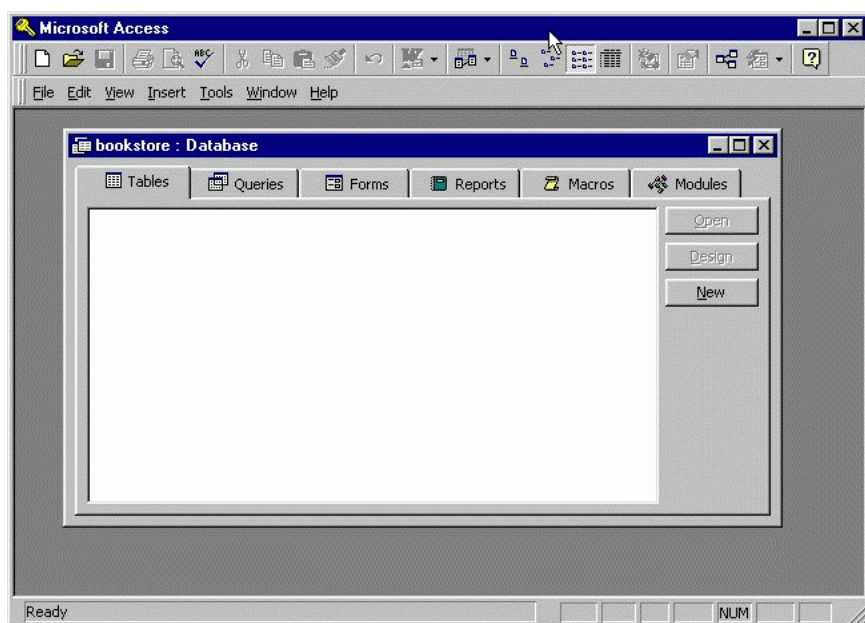 Microsoft Access
ABC
File Edit View Insert Tools Window Help
bookstore : Database
Tables Queries Forms Reports Macros Modules
Open
Design
New
Ready NUM